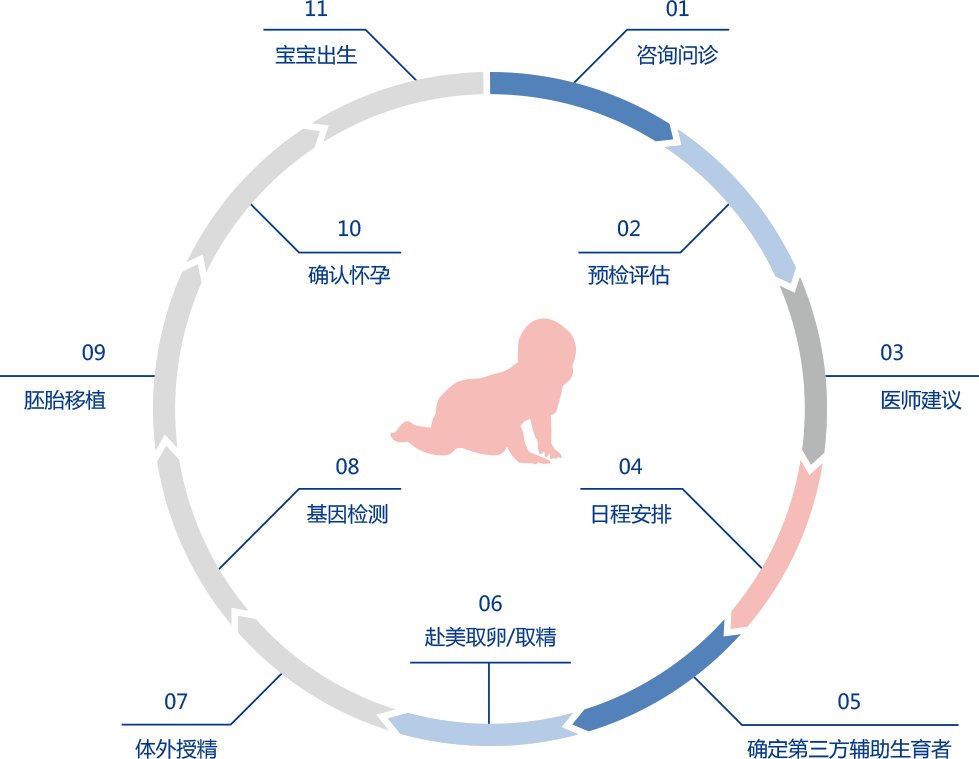 01
咨询问诊
02
预检评估
03
医师建议
04
日程安排
05
确定第三方辅助生育者
06
赴美取卵/取精
07
体外授精
08
基因检测
09
胚胎移植
10
确认怀孕
11
宝宝出生